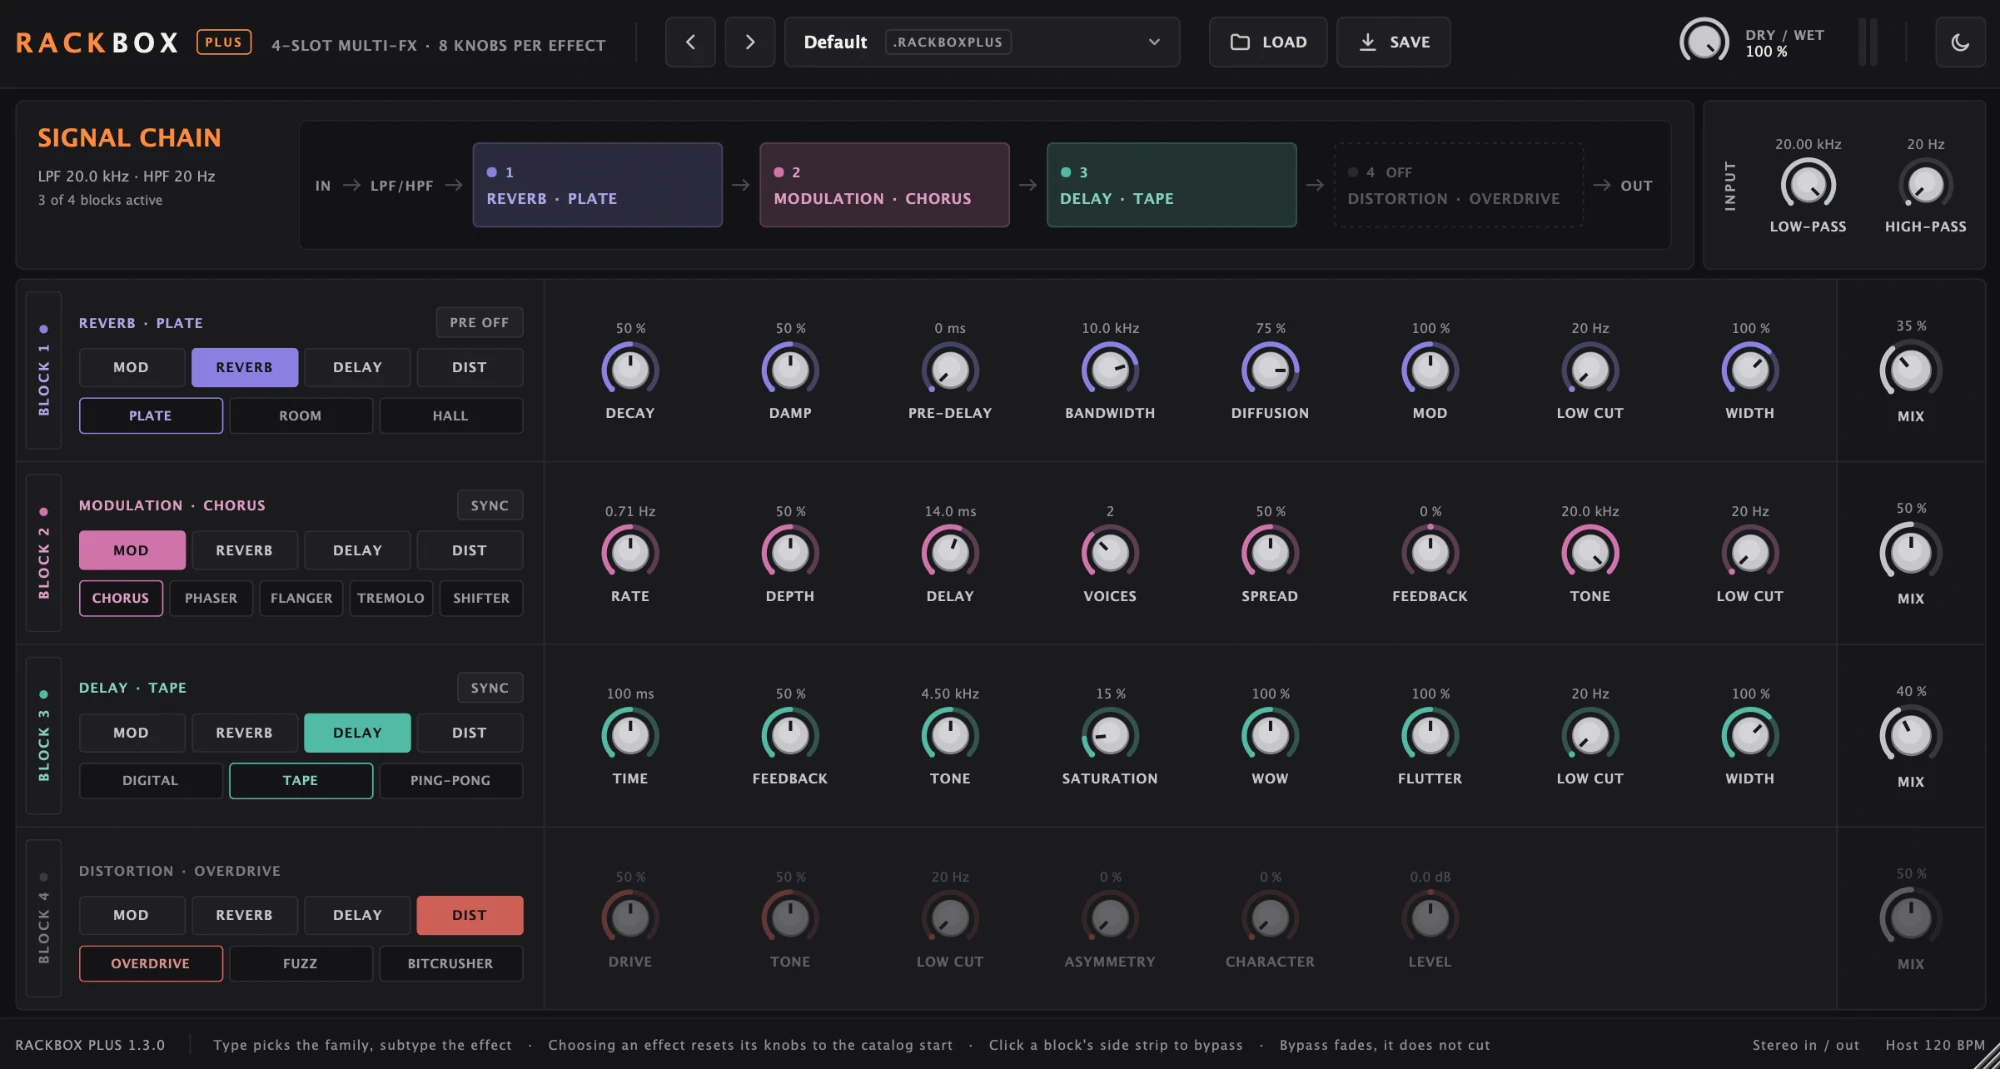 RACKBOX PLUS 4-SLOT MULTI-FX · 8 KNOBS PER EFFECT
Default .RACKBOXPLUS
LOAD
SAVE
DRY / WET
100 %
SIGNAL CHAIN
LPF 20.0 kHz · HPF 20 Hz
3 of 4 blocks active
IN → LPF/HPF →
1
REVERB · PLATE
→
2
MODULATION · CHORUS
→
3
DELAY · TAPE
→
4 OFF
DISTORTION · OVERDRIVE
→ OUT
INPUT
20.00 kHz
LOW-PASS
20 Hz
HIGH-PASS
BLOCK 1
REVERB · PLATE
PRE OFF
MOD REVERB DELAY DIST
PLATE ROOM HALL
50 % 50 % 0 ms 10.0 kHz 75 % 100 % 20 Hz 100 % 35 %
DECAY DAMP PRE-DELAY BANDWIDTH DIFFUSION MOD LOW CUT WIDTH MIX
BLOCK 2
MODULATION · CHORUS
SYNC
MOD REVERB DELAY DIST
CHORUS PHASER FLANGER TREMOLO SHIFTER
0.71 Hz 50 % 14.0 ms 2 50 % 0 % 20.0 kHz 20 Hz 50 %
RATE DEPTH DELAY VOICES SPREAD FEEDBACK TONE LOW CUT MIX
BLOCK 3
DELAY · TAPE
SYNC
MOD REVERB DELAY DIST
DIGITAL TAPE PING-PONG
100 ms 50 % 4.50 kHz 15 % 100 % 100 % 20 Hz 100 % 40 %
TIME FEEDBACK TONE SATURATION WOW FLUTTER LOW CUT WIDTH MIX
BLOCK 4
DISTORTION · OVERDRIVE
MOD REVERB DELAY DIST
OVERDRIVE FUZZ BITCRUSHER
50 % 50 % 20 Hz 0 % 0 % 0.0 dB 50 %
DRIVE TONE LOW CUT ASYMMETRY CHARACTER LEVEL MIX
RACKBOX PLUS 1.3.0 Type picks the family, subtype the effect · Choosing an effect resets its knobs to the catalog start · Click a block's side strip to bypass · Bypass fades, it does not cut Stereo in / out Host 120 BPM